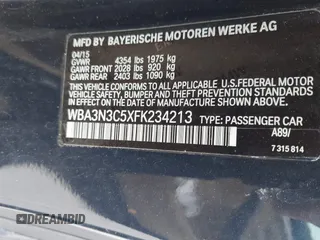 MFD BY BAYERISCHE MOTOREN WERKE AG
04/15
GVWR 4354 lbs 1975 kg
GAWR FRONT 2028 lbs 920 kg
GAWR REAR 2403 lbs 1090 kg
THIS VEHICLE CONFORMS TO ALL APPLICABLE U.S.FEDERAL MOTOR
VEHICLE SAFETY, BUMPER, AND THEFT PREVENTION STANDARDS
IN EFFECT ON THE DATE OF MANUFACTURE SHOWN ABOVE.
WBA3N3C5XFK234213 TYPE: PASSENGER CAR
A89/
7 315 814
DREAMBID